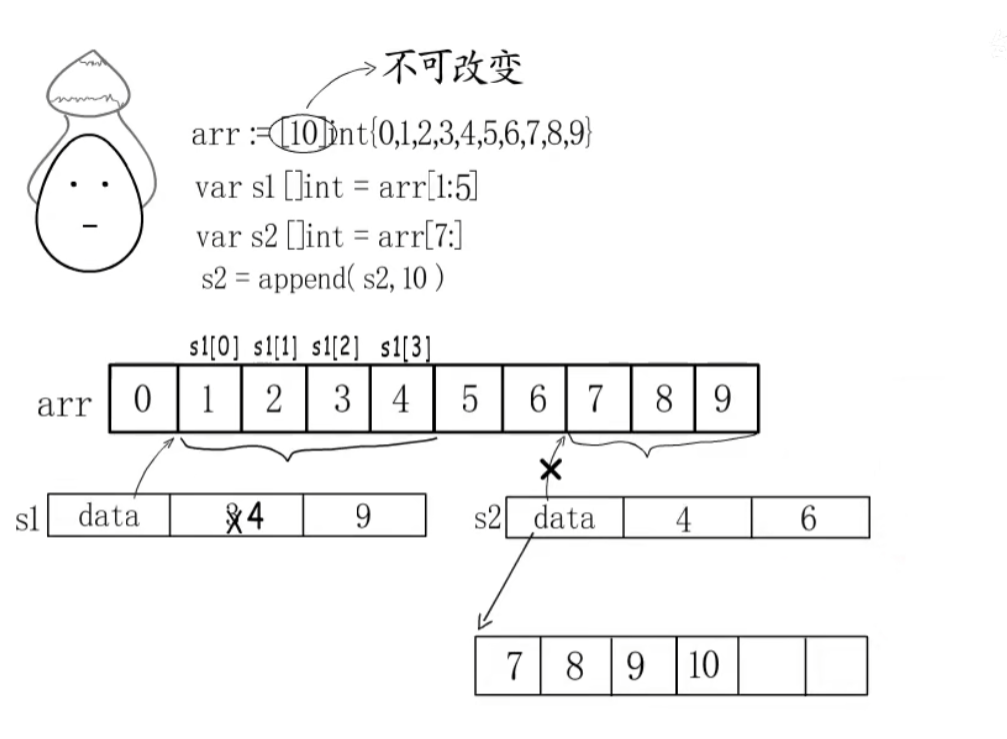 不可改变
arr := [10]int{0,1,2,3,4,5,6,7,8,9}
var s1 []int = arr[1:5]
var s2 []int = arr[7:]
s2 = append( s2, 10 )
s1[0] s1[1] s1[2] s1[3]
arr 0 1 2 3 4 5 6 7 8 9
s1 data 4 9
s2 data 4 6
7 8 9 10